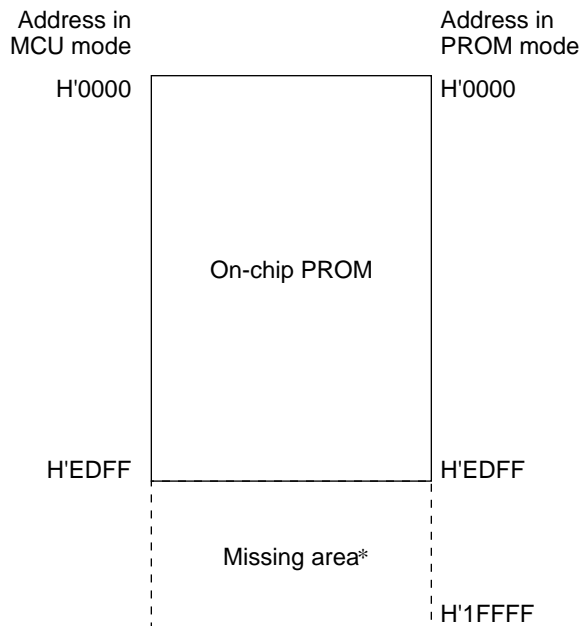 Address in
MCU mode
Address in
PROM mode
H'0000
H'0000
On-chip PROM
H'EDFF
H'EDFF
Missing area*
H'1FFFF